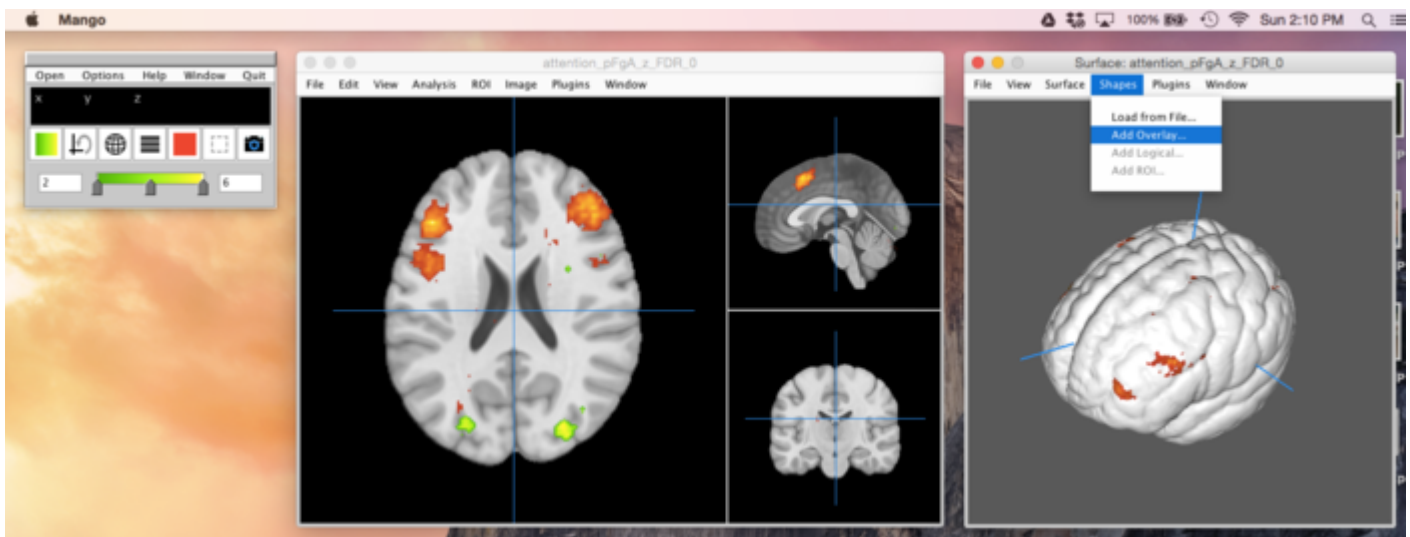 Mango
100% Sun 2:10 PM
Open Options Help Window Quit
x y z
2 6
attention_pFgA_z_FDR_0
File Edit View Analysis ROI Image Plugins Window
Surface: attention_pFgA_z_FDR_0
File View Surface Shapes Plugins Window
Load from File...
Add Overlay...
Add Logical...
Add ROI...
P
P
P
P
P